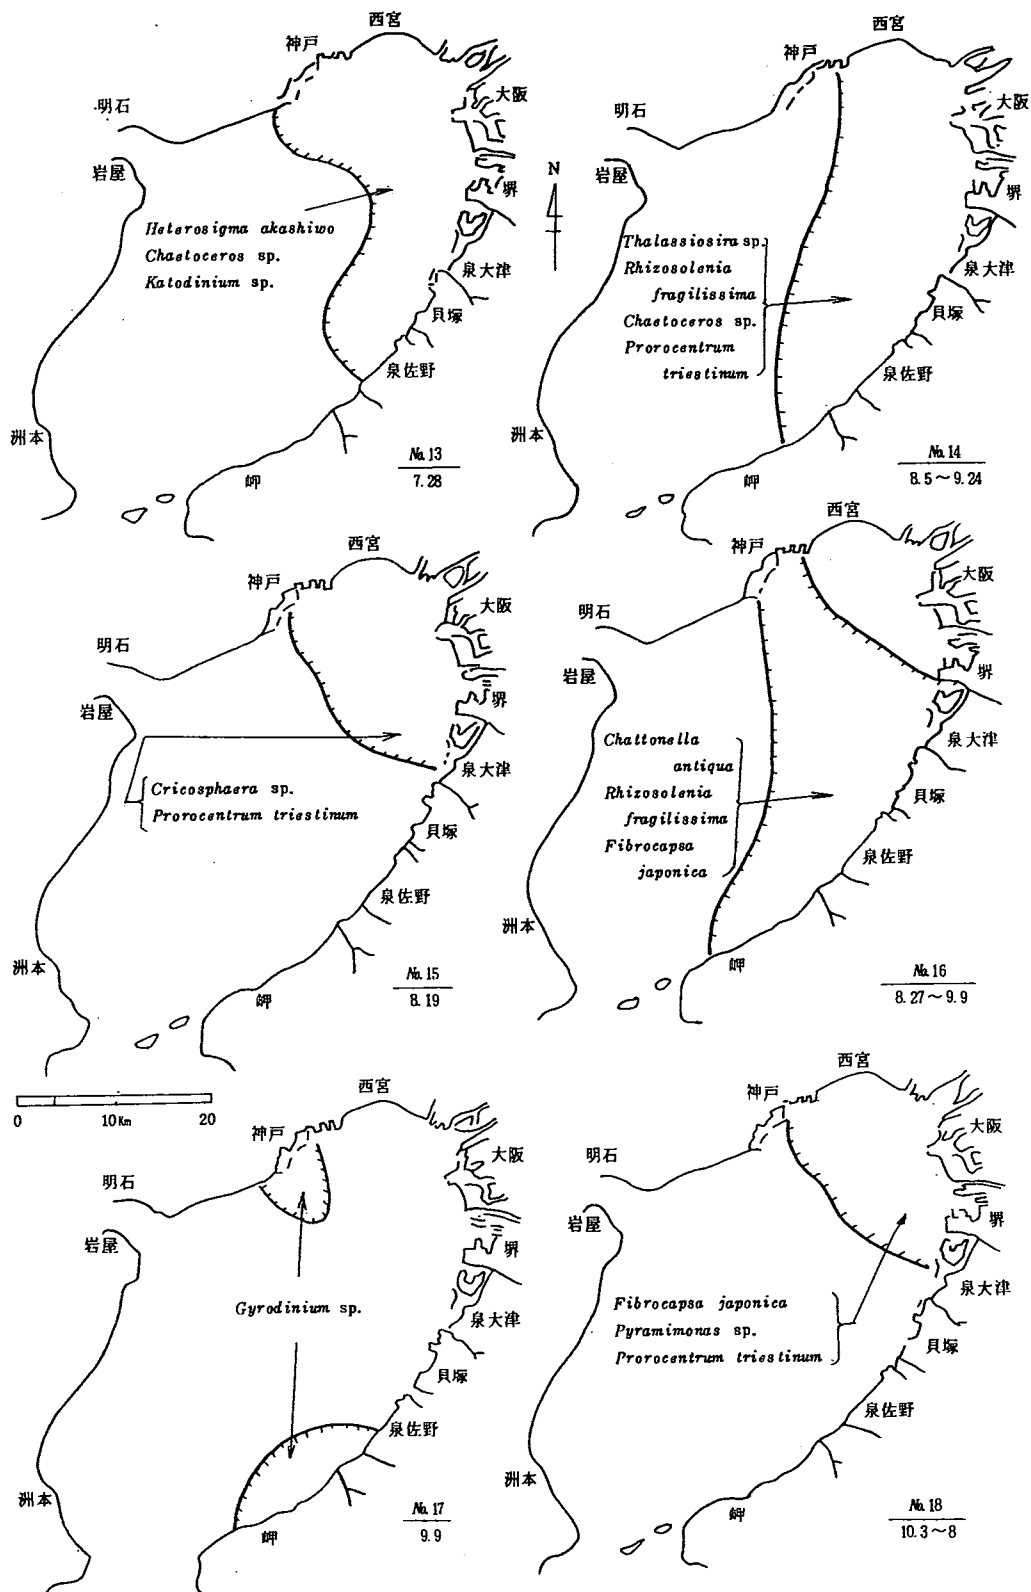 西宮
神戸
大阪
明石
岩屋
堺
Heterosigma akashiwo
Chaetoceros sp.
Katodinium sp.
泉大津
貝塚
泉佐野
洲本
岬
No.13
7.28
N
西宮
神戸
大阪
明石
岩屋
堺
Thalassiosira sp.
Rhizosolenia
fragilissima
Chaetoceros sp.
Prorocentrum
triestinum
泉大津
貝塚
泉佐野
洲本
岬
No.14
8.5～9.24
西宮
神戸
大阪
明石
岩屋
堺
Cricosphaera sp.
Prorocentrum triestinum
泉大津
貝塚
泉佐野
洲本
岬
No.15
8.19
西宮
神戸
大阪
明石
岩屋
堺
Chattonella
antiqua
Rhizosolenia
fragilissima
Fibrocapsa
japonica
泉大津
貝塚
泉佐野
洲本
岬
No.16
8.27～9.9
0 10Km 20
西宮
神戸
大阪
明石
岩屋
堺
Gyrodinium sp.
泉大津
貝塚
泉佐野
洲本
岬
No.17
9.9
西宮
神戸
大阪
明石
岩屋
堺
Fibrocapsa japonica
Pyramimonas sp.
Prorocentrum triestinum
泉大津
貝塚
泉佐野
洲本
岬
No.18
10.3～8